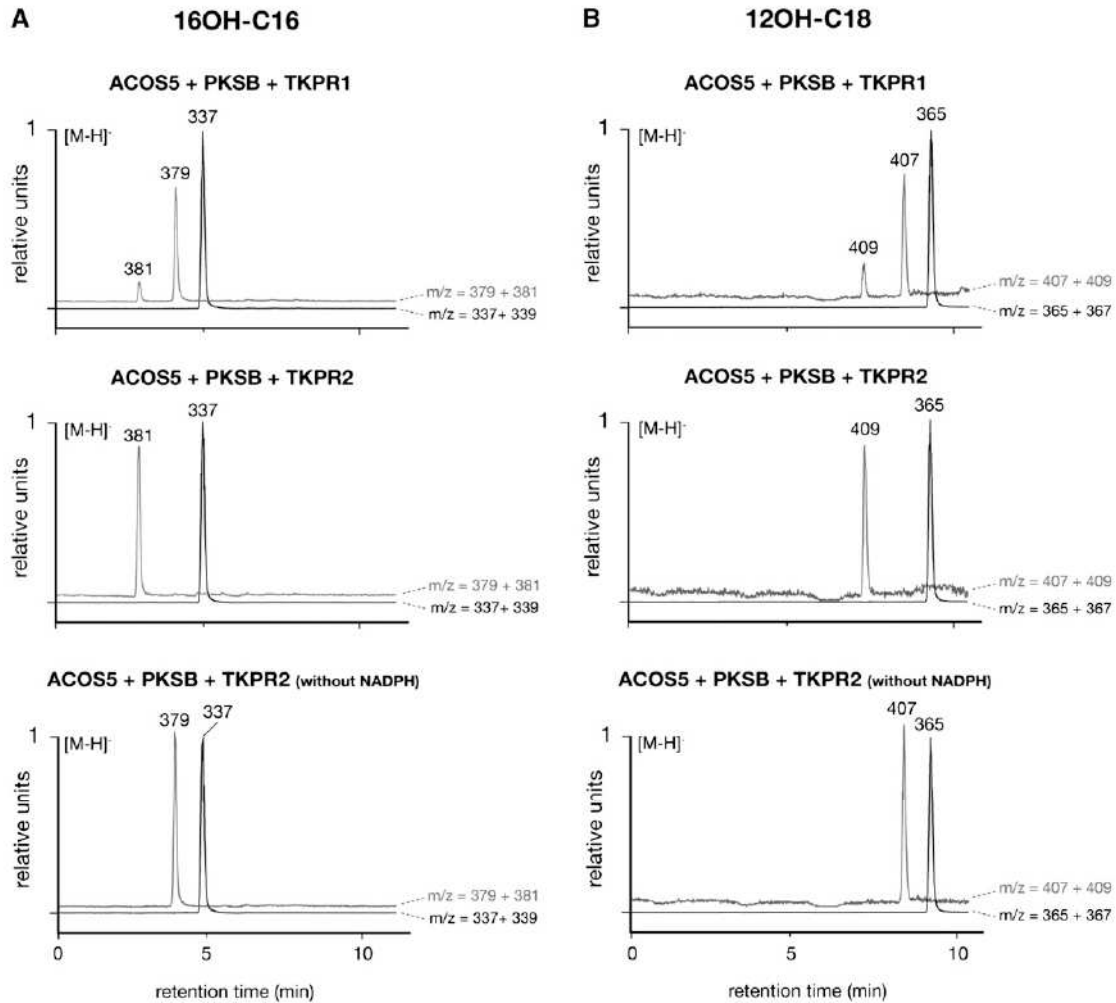 A
16OH-C16
ACOS5 + PKSB + TKPR1
1
[M-H]-
337
379
381
relative units
m/z = 379 + 381
m/z = 337+ 339
ACOS5 + PKSB + TKPR2
1
[M-H]-
337
381
relative units
m/z = 379 + 381
m/z = 337+ 339
ACOS5 + PKSB + TKPR2 (without NADPH)
1
[M-H]-
379
337
relative units
m/z = 379 + 381
m/z = 337+ 339
0
5
10
retention time (min)
B
12OH-C18
ACOS5 + PKSB + TKPR1
1
[M-H]-
365
407
409
relative units
m/z = 407 + 409
m/z = 365 + 367
ACOS5 + PKSB + TKPR2
1
[M-H]-
365
409
relative units
m/z = 407 + 409
m/z = 365 + 367
ACOS5 + PKSB + TKPR2 (without NADPH)
1
[M-H]-
407
365
relative units
m/z = 407 + 409
m/z = 365 + 367
0
5
10
retention time (min)